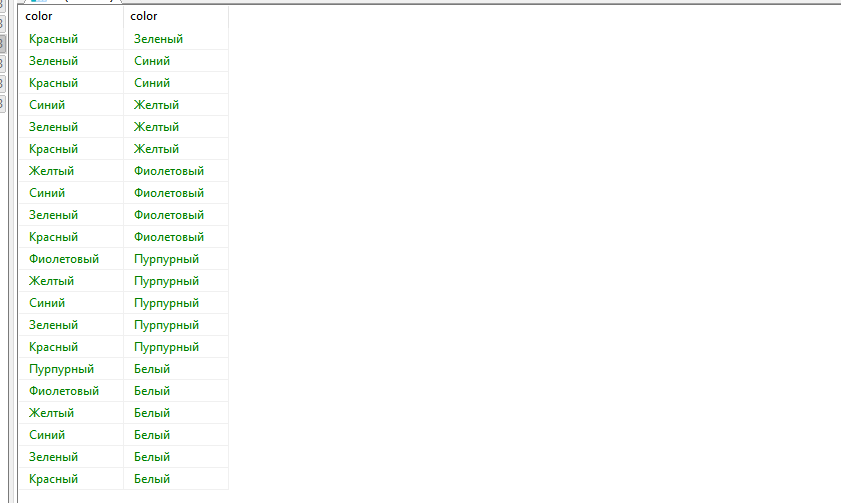 color color
Красный Зеленый
Зеленый Синий
Красный Синий
Синий Желтый
Зеленый Желтый
Красный Желтый
Желтый Фиолетовый
Синий Фиолетовый
Зеленый Фиолетовый
Красный Фиолетовый
Фиолетовый Пурпурный
Желтый Пурпурный
Синий Пурпурный
Зеленый Пурпурный
Красный Пурпурный
Пурпурный Белый
Фиолетовый Белый
Желтый Белый
Синий Белый
Зеленый Белый
Красный Белый